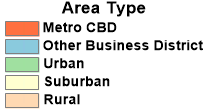 Area Type
Metro CBD
Other Business District
Urban
Suburban
Rural